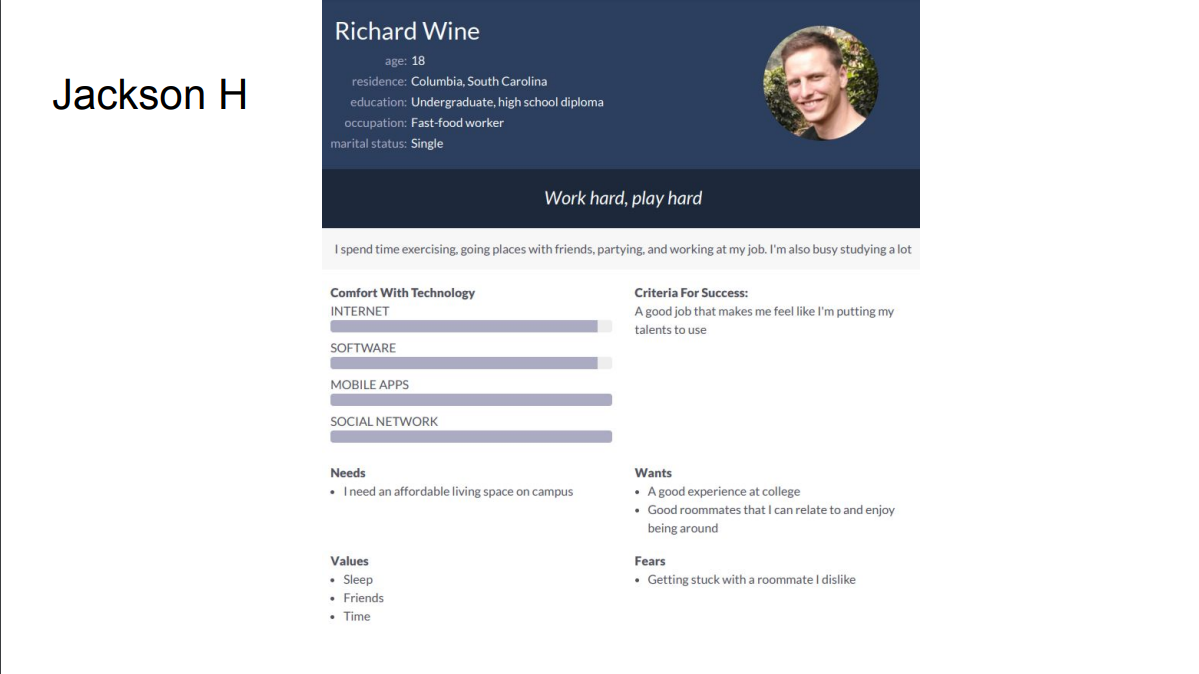 Jackson H
Richard Wine
age: 18
residence: Columbia, South Carolina
education: Undergraduate, high school diploma
occupation: Fast-food worker
marital status: Single
Work hard, play hard
I spend time exercising, going places with friends, partying, and working at my job. I'm also busy studying a lot
Comfort With Technology
INTERNET
SOFTWARE
MOBILE APPS
SOCIAL NETWORK
Criteria For Success:
A good job that makes me feel like I'm putting my
talents to use
Needs
• I need an affordable living space on campus
Wants
• A good experience at college
• Good roommates that I can relate to and enjoy
being around
Values
• Sleep
• Friends
• Time
Fears
• Getting stuck with a roommate I dislike